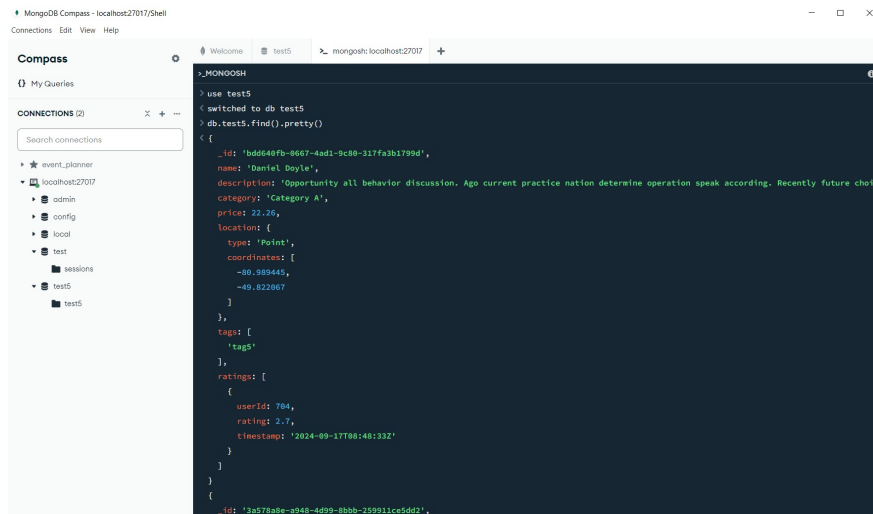 MongoDB Compass - localhost:27017/Shell
Connections Edit View Help
Compass
{} My Queries
CONNECTIONS (2)
Search connections
event_planner
localhost:27017
admin
config
local
test
sessions
test5
test5
Welcome
test5
>_ mongosh: localhost:27017
+
>_MONGOSH
> use test5
< switched to db test5
> db.test5.find().pretty()
< {
_id: 'bdd640fb-0667-4ad1-9c80-317fa3b1799d',
name: 'Daniel Doyle',
description: 'Opportunity all behavior discussion. Ago current practice nation determine operation speak according. Recently future choi
category: 'Category A',
price: 22.26,
location: {
type: 'Point',
coordinates: [
-80.989445,
-49.822067
]
},
tags: [
'tag5'
],
ratings: [
{
userId: 704,
rating: 2.7,
timestamp: '2024-09-17T08:48:33Z'
}
]
}
{
_id: '3a578a8e-a948-4d99-8bbb-259911ce5dd2',